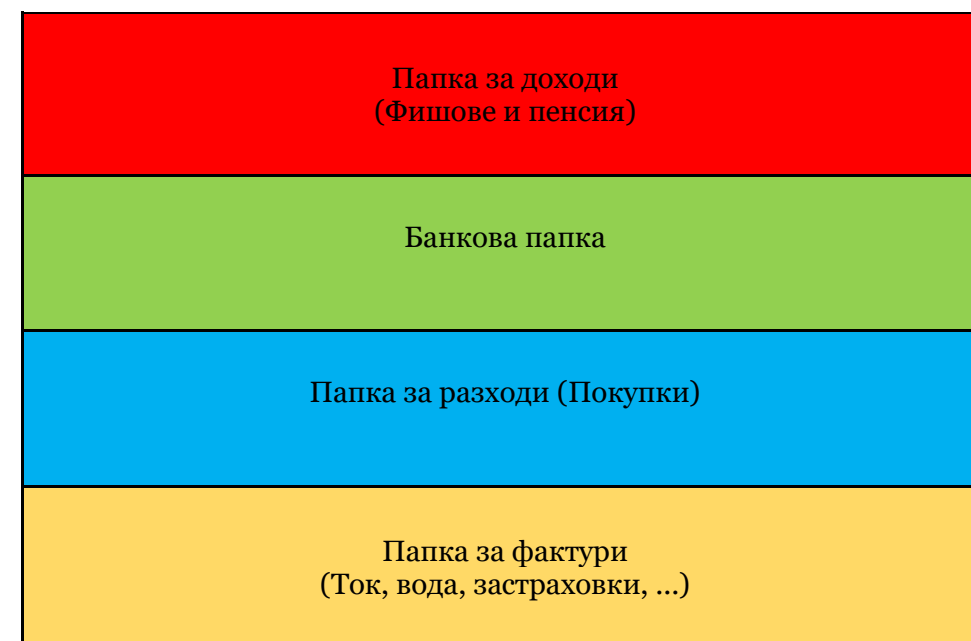 Папка за доходи
(Фишове и пенсия)
Банкова папка
Папка за разходи (Покупки)
Папка за фактури
(Ток, вода, застраховки, ...)